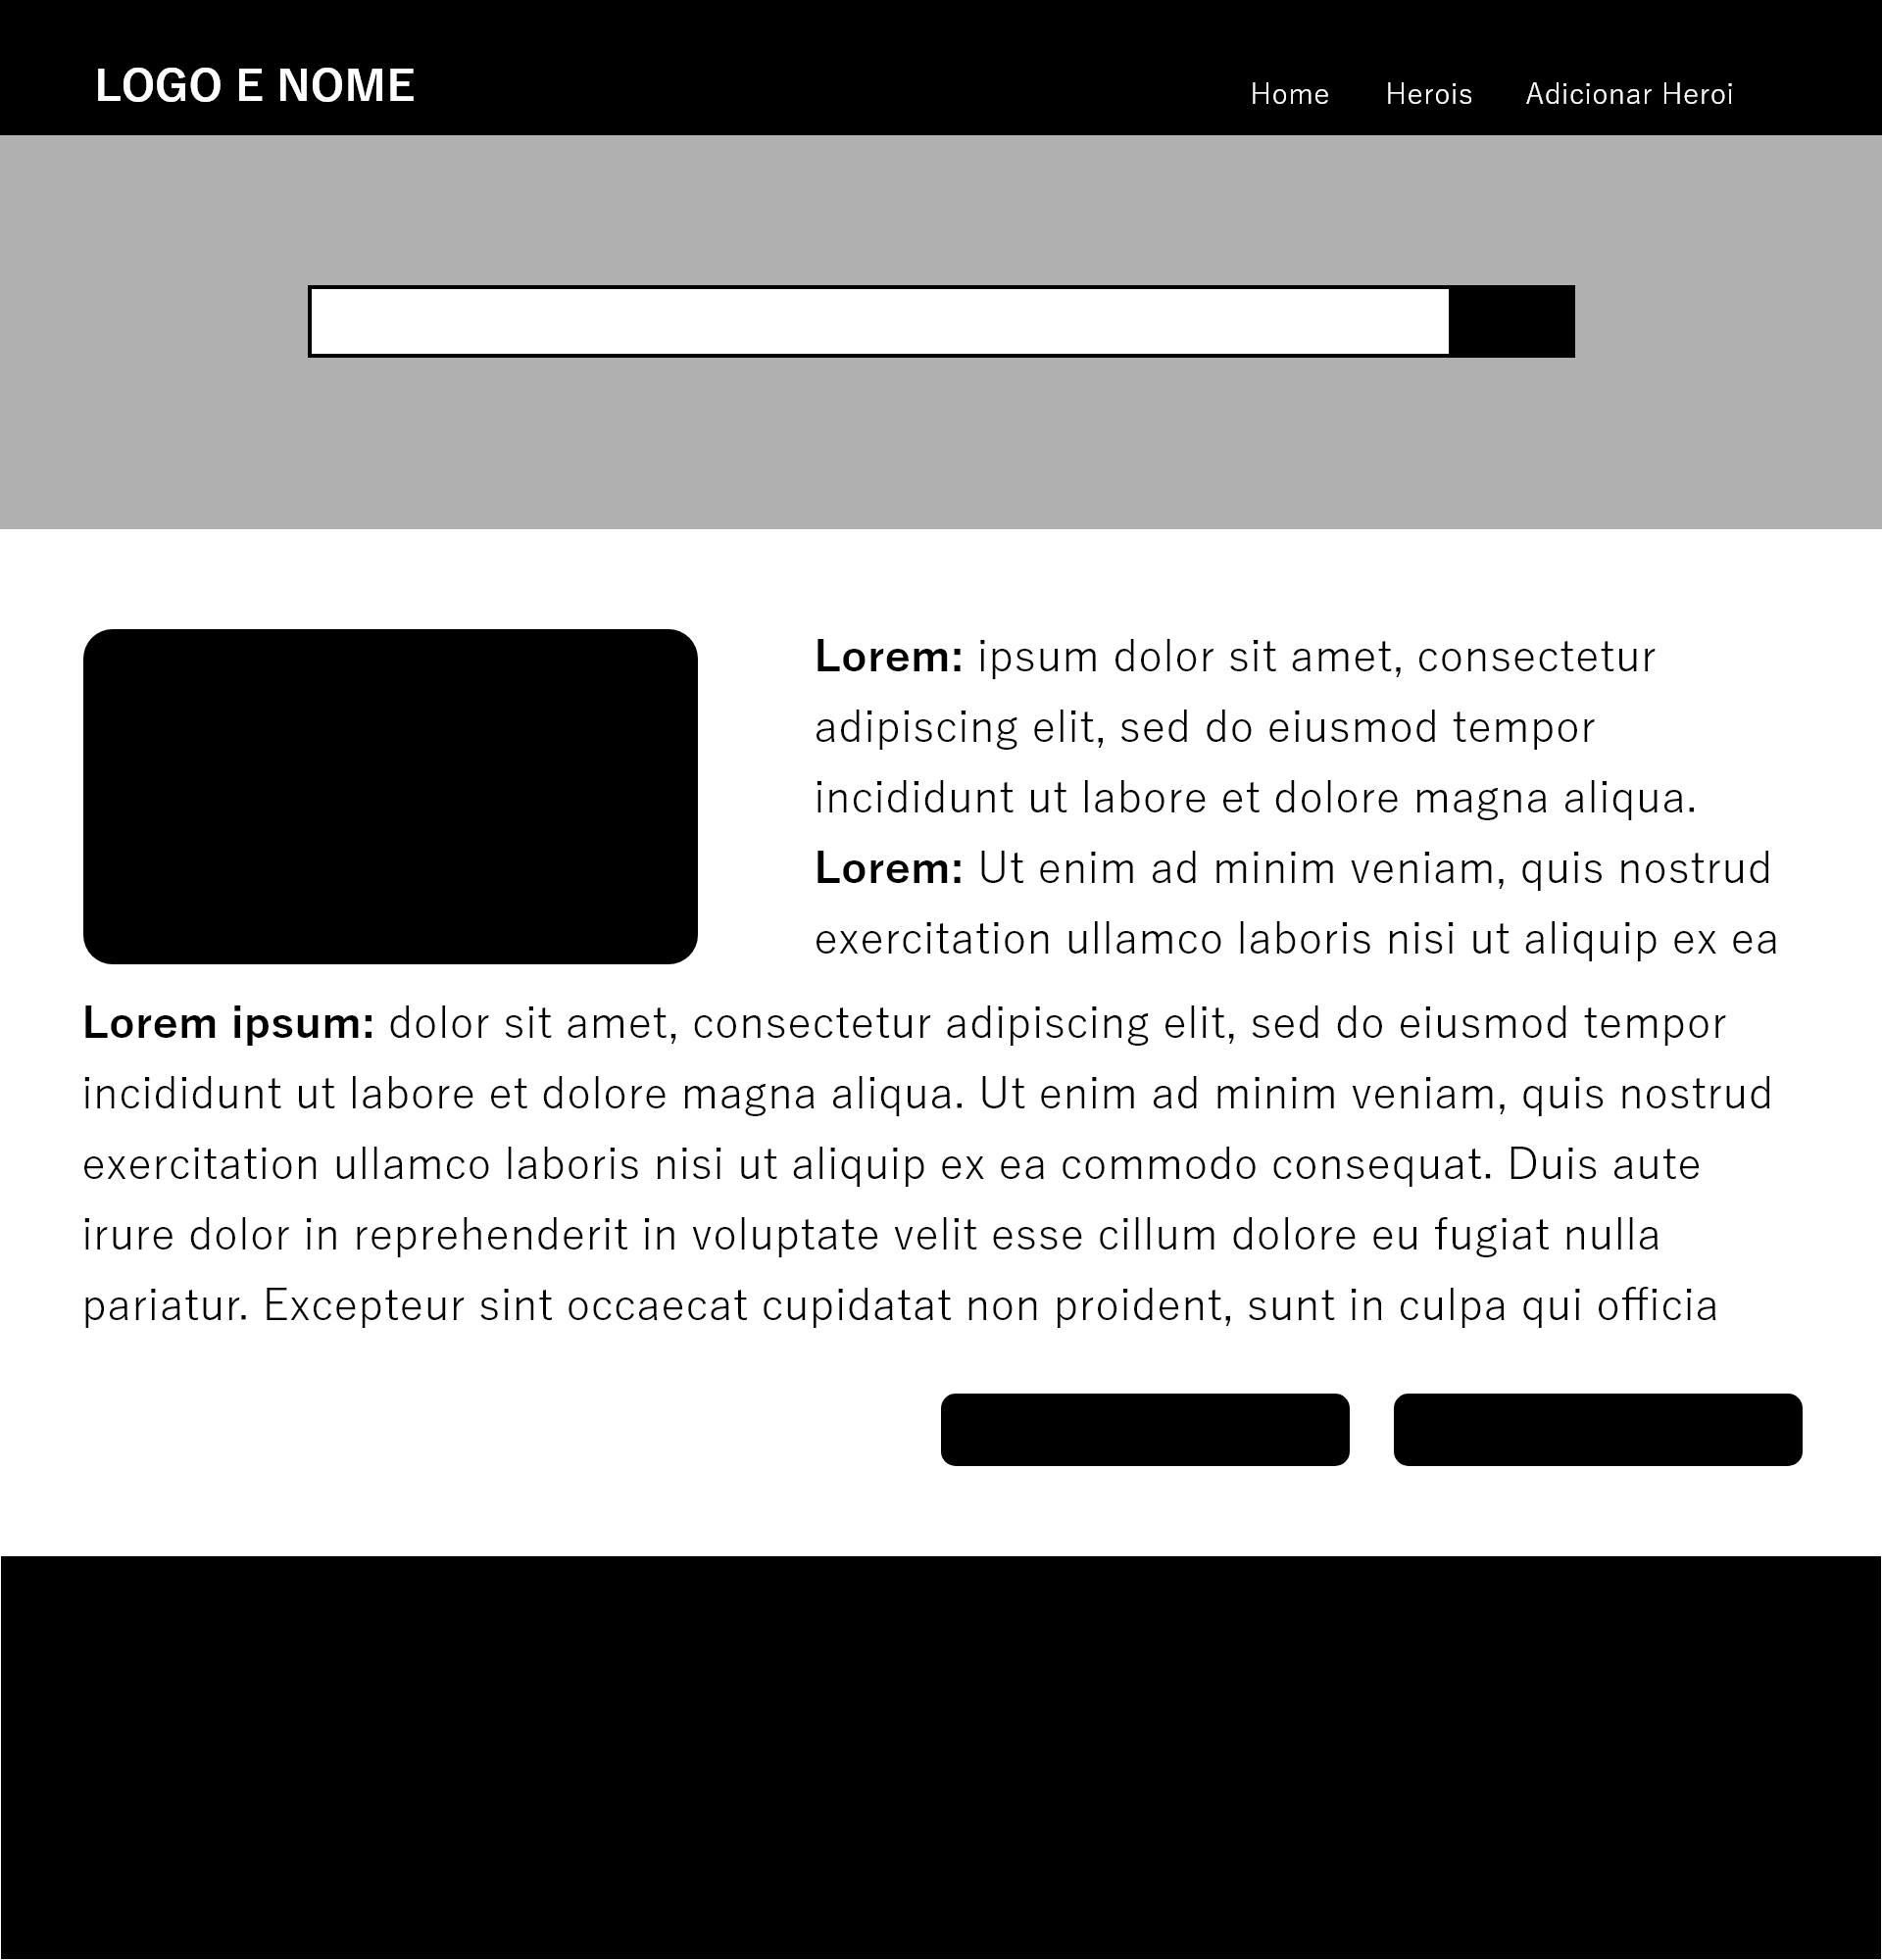 LOGO E NOME
Home Herois Adicionar Heroi
Lorem: ipsum dolor sit amet, consectetur
adipiscing elit, sed do eiusmod tempor
incididunt ut labore et dolore magna aliqua.
Lorem: Ut enim ad minim veniam, quis nostrud
exercitation ullamco laboris nisi ut aliquip ex ea
Lorem ipsum: dolor sit amet, consectetur adipiscing elit, sed do eiusmod tempor
incididunt ut labore et dolore magna aliqua. Ut enim ad minim veniam, quis nostrud
exercitation ullamco laboris nisi ut aliquip ex ea commodo consequat. Duis aute
irure dolor in reprehenderit in voluptate velit esse cillum dolore eu fugiat nulla
pariatur. Excepteur sint occaecat cupidatat non proident, sunt in culpa qui officia